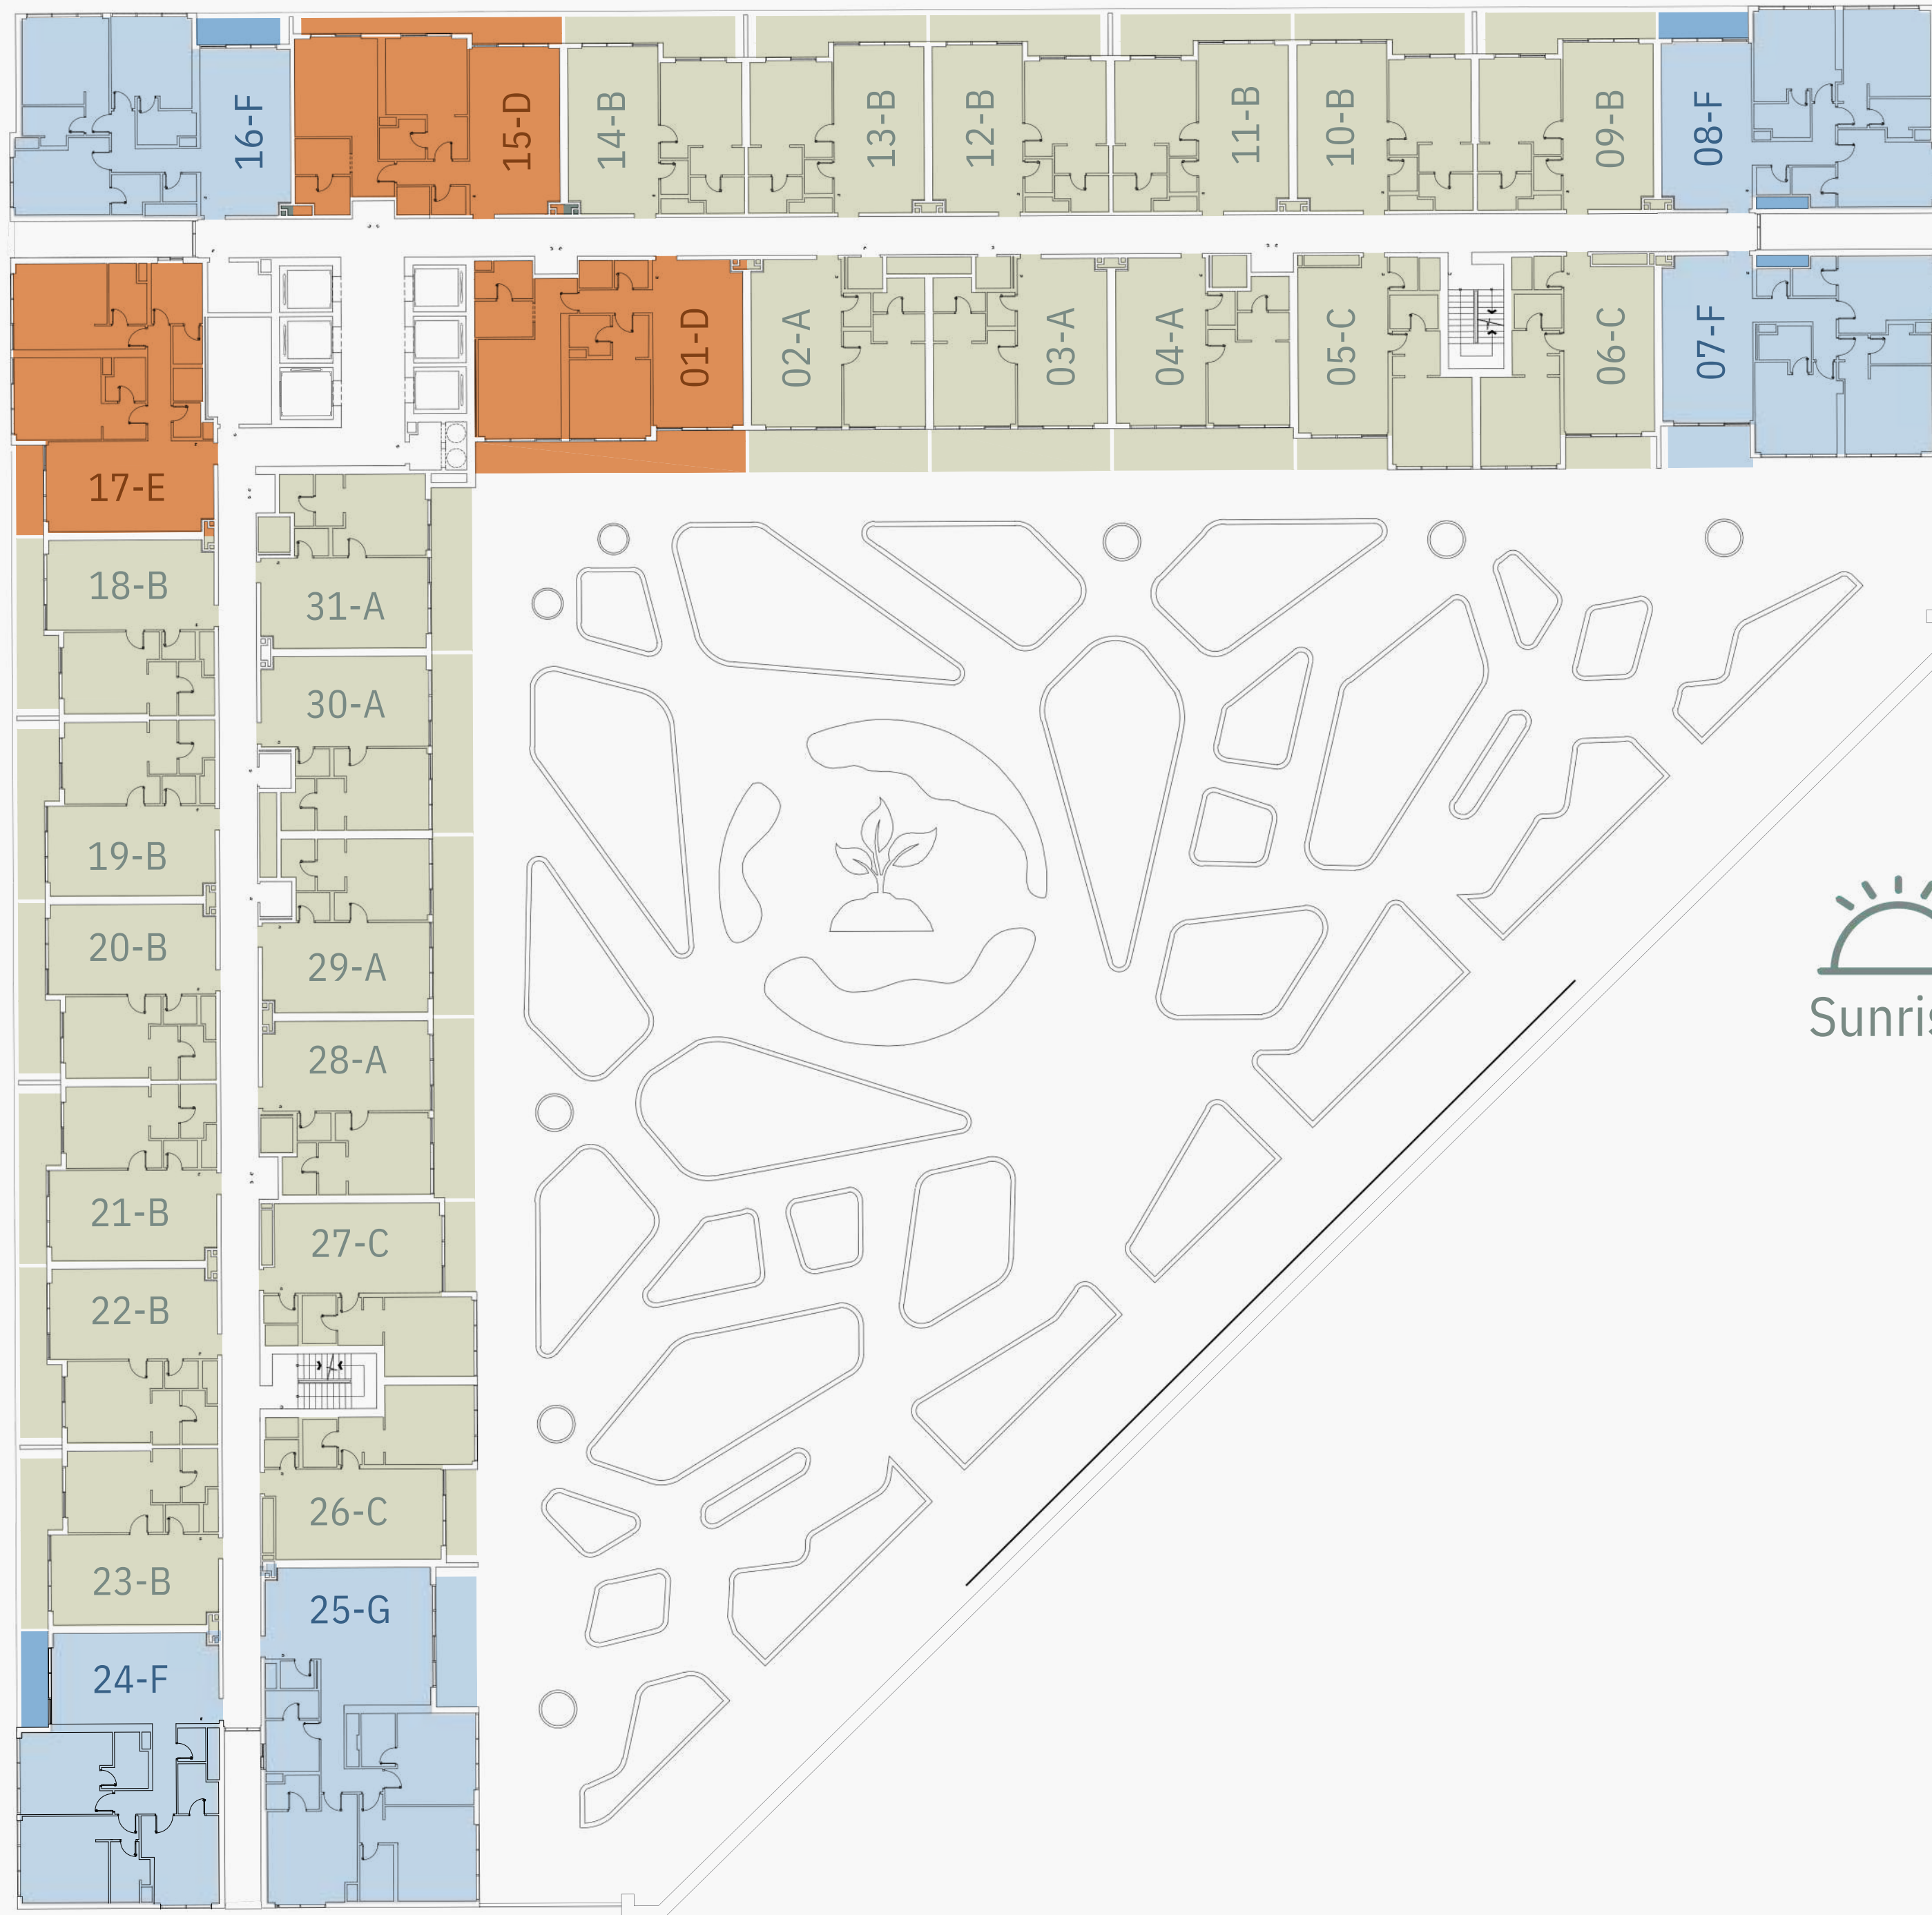 16-F
15-D
14-B
13-B
12-B
11-B
10-B
09-B
08-F
01-D
02-A
03-A
04-A
05-C
06-C
07-F
17-E
18-B
31-A
30-A
19-B
20-B
29-A
28-A
21-B
27-C
22-B
26-C
23-B
25-G
24-F